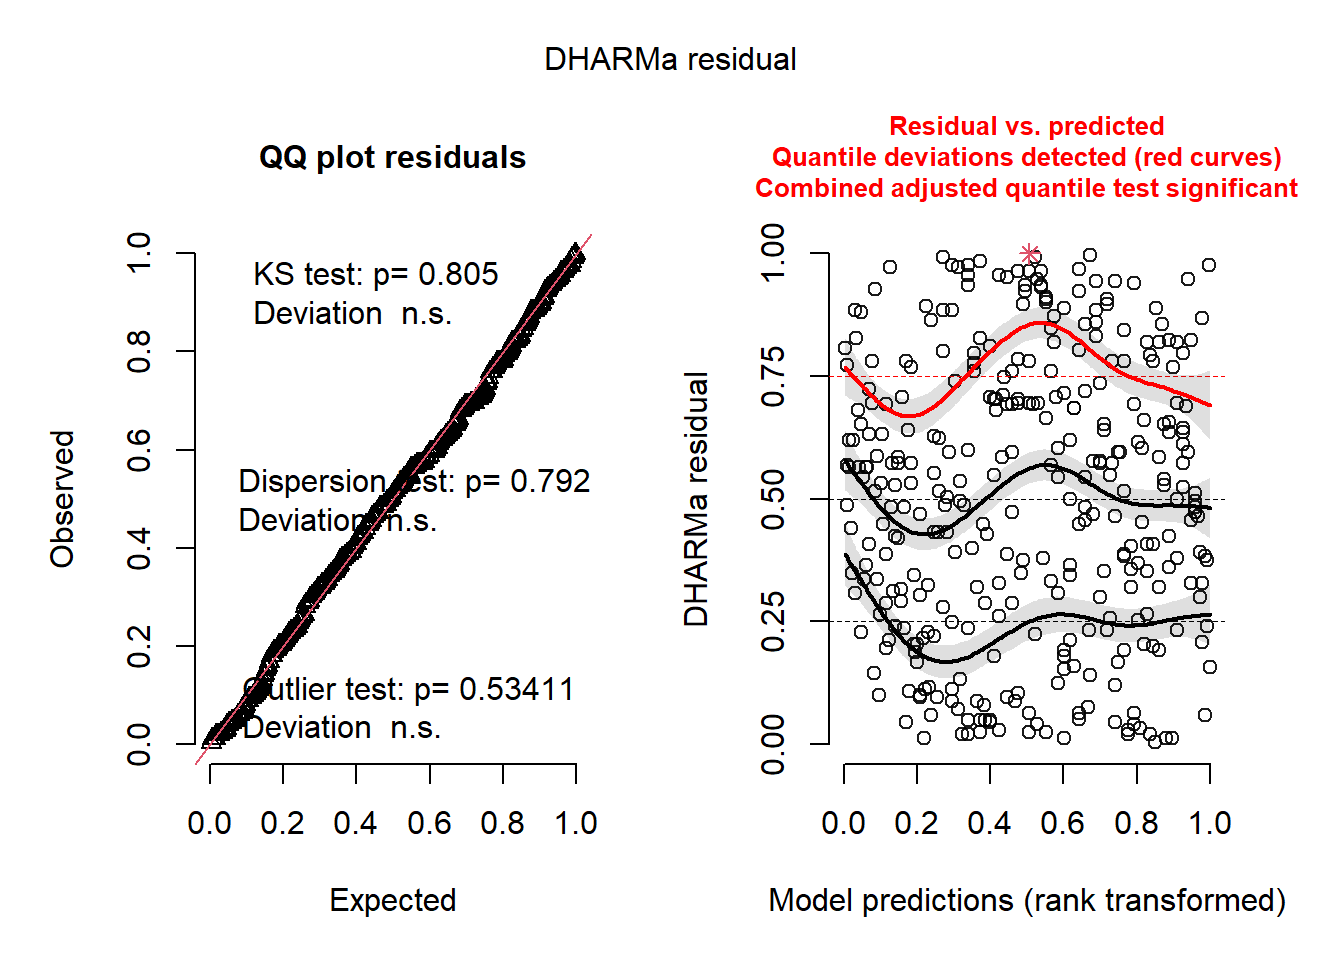 DHARMa residual
QQ plot residuals
KS test: p= 0.805
Deviation  n.s.
Dispersion test: p= 0.792
Deviation  n.s.
Outlier test: p= 0.53411
Deviation  n.s.
Observed
0.0
0.2
0.4
0.6
0.8
1.0
0.0 0.2 0.4 0.6 0.8 1.0
Expected
Residual vs. predicted
Quantile deviations detected (red curves)
Combined adjusted quantile test significant
DHARMa residual
0.00
0.25
0.50
0.75
1.00
0.0 0.2 0.4 0.6 0.8 1.0
Model predictions (rank transformed)